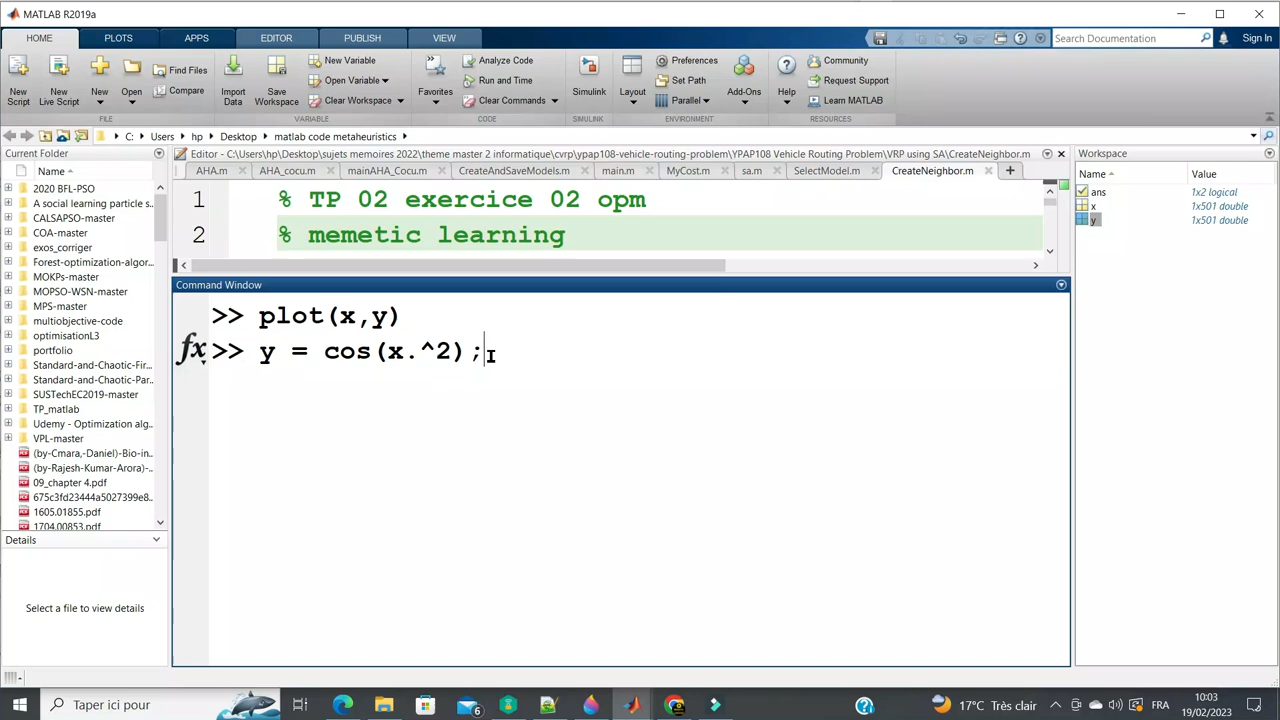 MATLAB R2019a
HOME PLOTS APPS EDITOR PUBLISH VIEW Search Documentation Sign In
New Script
New Live Script
New
Open
Find Files
Compare
Import Data
Save Workspace
New Variable
Open Variable
Clear Workspace
Favorites
Analyze Code
Run and Time
Clear Commands
Simulink
Layout
Preferences
Set Path
Parallel
Add-Ons
Help
Community
Request Support
Learn MATLAB
FILE VARIABLE CODE SIMULINK ENVIRONMENT RESOURCES
C: Users hp Desktop matlab code metaheuristics
Current Folder
Name
2020 BFL-PSO
A social learning particle s...
CALSAPSO-master
COA-master
exos_corriger
Forest-optimization-algor...
MOKPs-master
MOPSO-WSN-master
MPS-master
multiobjective-code
optimisationL3
portfolio
Standard-and-Chaotic-Fir...
Standard-and-Chaotic-Par...
SUSTechEC2019-master
TP_matlab
Udemy - Optimization alg...
VPL-master
(by-Cmara,-Daniel)-Bio-in...
(by-Rajesh-Kumar-Arora)-...
09_chapter 4.pdf
675c3fd23444a5027399e8...
1605.01855.pdf
1704.00853.pdf
Details
Select a file to view details
Editor - C:\Users\hp\Desktop\sujets memoires 2022\theme master 2 informatique\cvrp\ypap108-vehicle-routing-problem\YPAP108 Vehicle Routing Problem\VRP using SA\CreateNeighbor.m
AHA.m AHA_cocu.m mainAHA_Cocu.m CreateAndSaveModels.m main.m MyCost.m sa.m SelectModel.m CreateNeighbor.m
1 % TP 02 exercice 02 opm
2 % memetic learning
Command Window
>> plot(x,y)
fx >> y = cos(x.^2);
Workspace
Name Value
ans 1x2 logical
x 1x501 double
y 1x501 double
Taper ici pour 6 17°C Très clair FRA 10:03
19/02/2023